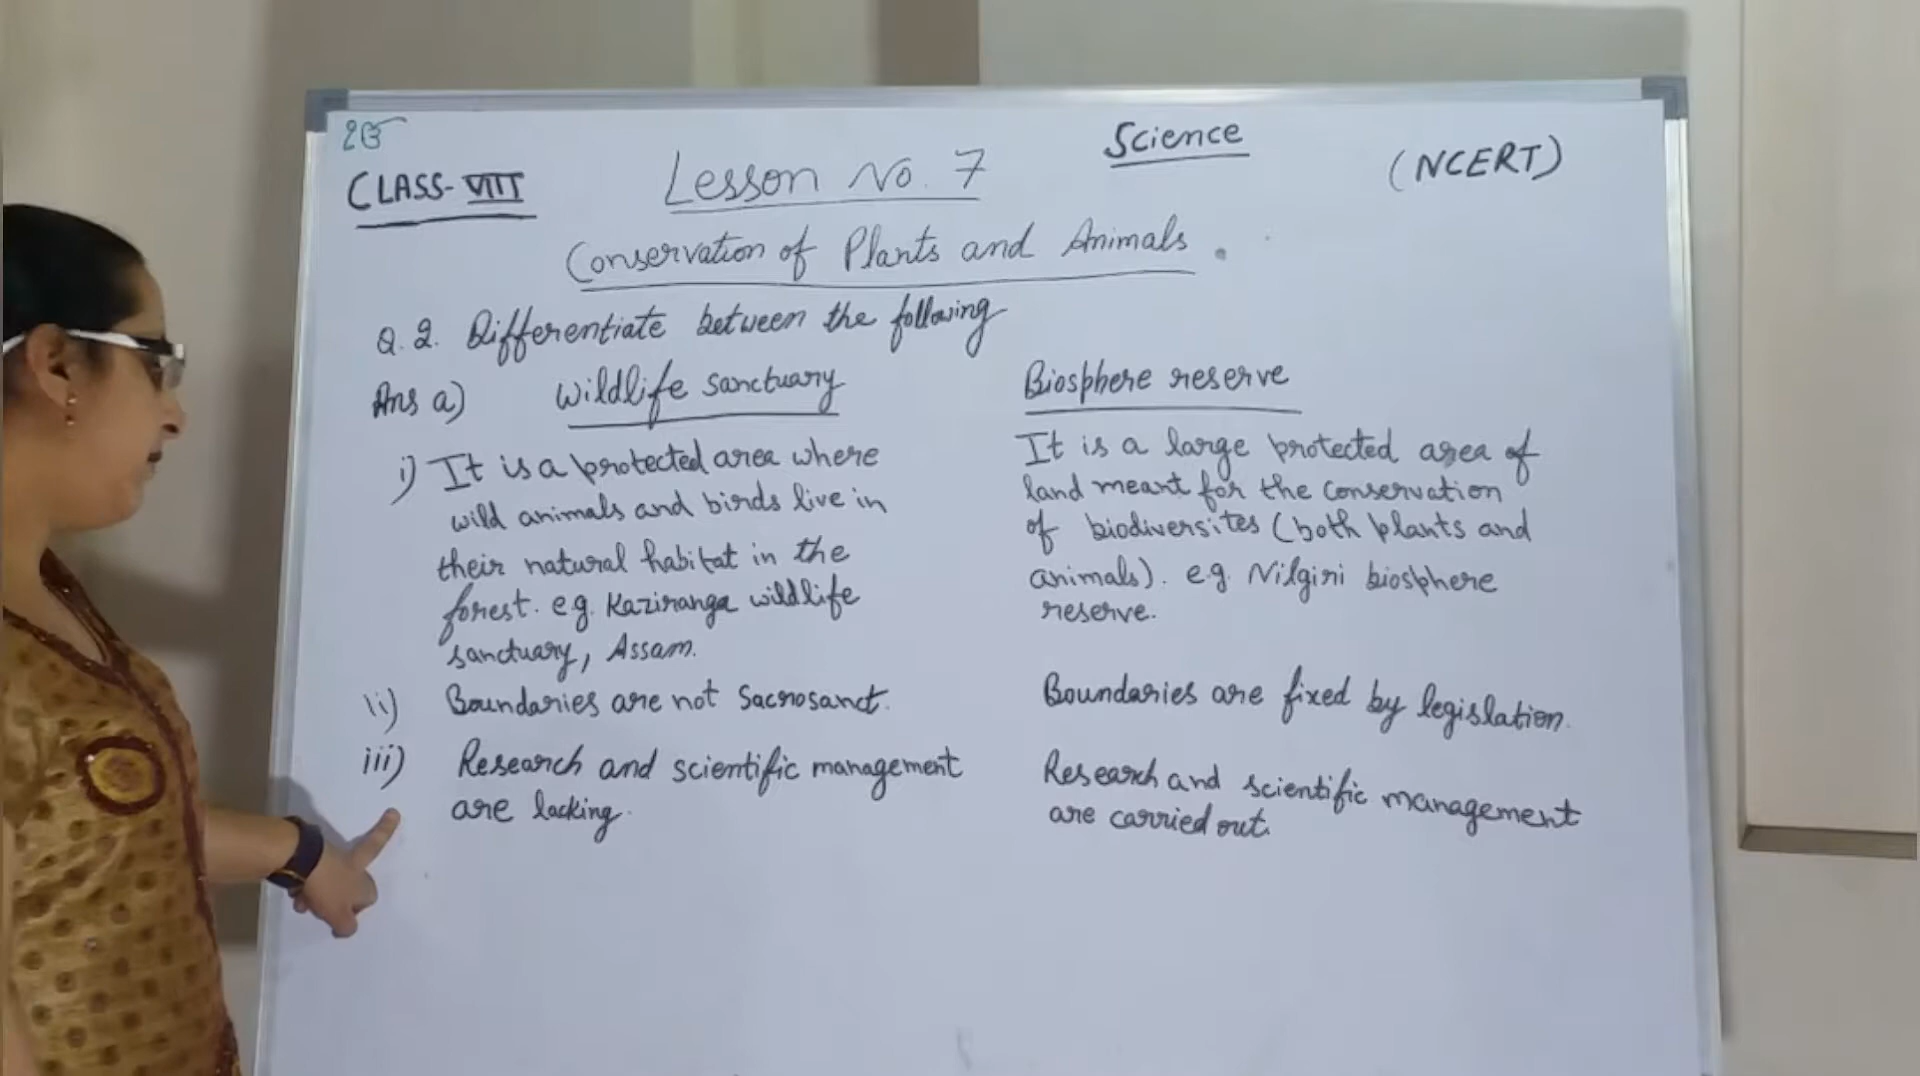 ੴ
CLASS-VIII
Lesson No. 7
Science
(NCERT)
Conservation of Plants and Animals.
Q.2. Differentiate between the following
Ans a) Wildlife sanctuary
i) It is a protected area where
wild animals and birds live in
their natural habitat in the
forest. e.g. Kaziranga wildlife
sanctuary, Assam.
ii) Boundaries are not Sacrosanct.
iii) Research and scientific management
are lacking.
Biosphere reserve
It is a large protected area of
land meant for the conservation
of biodiversites (both plants and
animals). e.g. Nilgiri biosphere
reserve.
Boundaries are fixed by legislation.
Research and scientific management
are carried out.